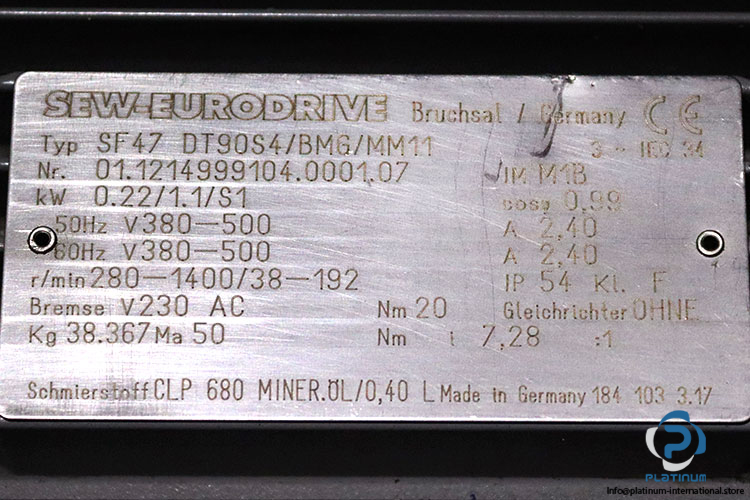 SEW-EURODRIVE Bruchsal / Germany CE
Typ SF47 DT90S4/BMG/MM11 3 ~ IEC 34
Nr. 01.1214999104.0001.07 IM M1B
kW 0.22/1.1/S1 cosφ 0,99
50Hz V380-500 A 2,40
60Hz V380-500 A 2,40
r/min 280-1400/38-192 IP 54 Kl. F
Bremse V230 AC Nm 20 Gleichrichter OHNE
Kg 38.367 Ma 50 Nm i 7,28 :1
Schmierstoff CLP 680 MINER.ÖL/0,40 L Made in Germany 184 103 3.17
PLATINUM
info@platinum-international.store